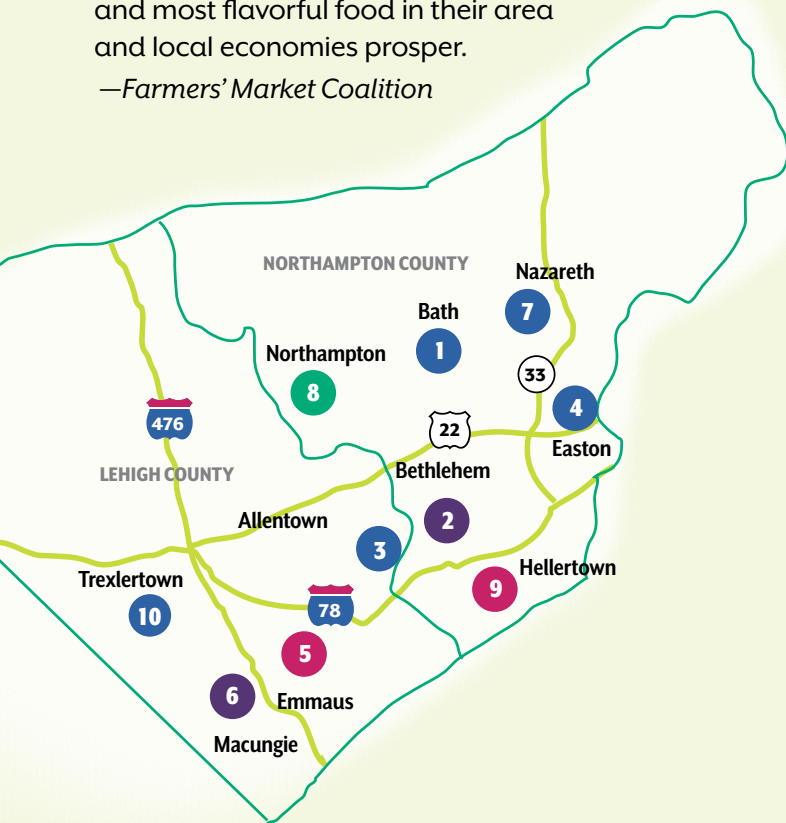 and most flavorful food in their area
and local economies prosper.
—Farmers’ Market Coalition
NORTHAMPTON COUNTY
Nazareth
7
Bath
1
Northampton
8
33
4
Easton
476
22
LEHIGH COUNTY
Bethlehem
2
Allentown
3
Hellertown
9
Trexlertown
10
78
5
Emmaus
6
Macungie